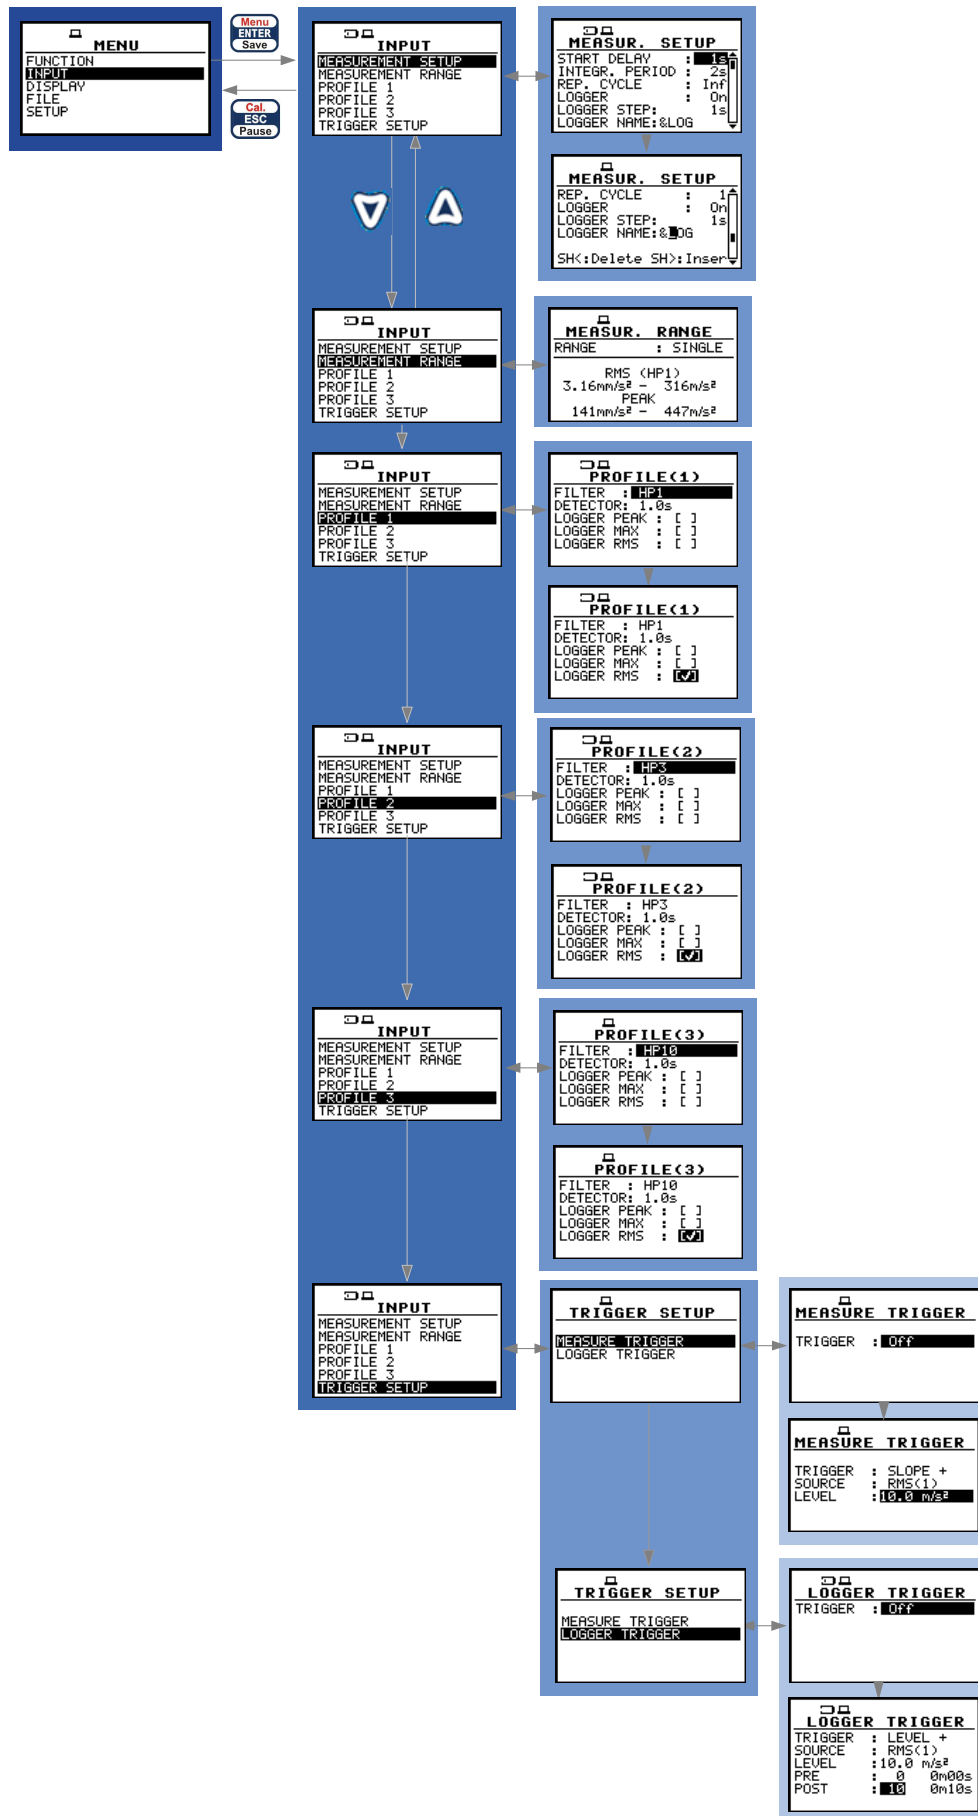 MENU
FUNCTION
INPUT
DISPLAY
FILE
SETUP
Menu
ENTER
Save
Cal.
ESC
Pause
INPUT
MEASUREMENT SETUP
MEASUREMENT RANGE
PROFILE 1
PROFILE 2
PROFILE 3
TRIGGER SETUP
MEASUR. SETUP
START DELAY : 1s
INTEGR. PERIOD : 2s
REP. CYCLE : Inf
LOGGER : On
LOGGER STEP: 1s
LOGGER NAME:&LOG
MEASUR. SETUP
REP. CYCLE : 1
LOGGER : On
LOGGER STEP: 1s
LOGGER NAME:&LOG
SH<:Delete SH>:Inser
INPUT
MEASUREMENT SETUP
MEASUREMENT RANGE
PROFILE 1
PROFILE 2
PROFILE 3
TRIGGER SETUP
MEASUR. RANGE
RANGE : SINGLE
RMS (HP1)
3.16mm/s² - 316m/s²
PEAK
141mm/s² - 447m/s²
INPUT
MEASUREMENT SETUP
MEASUREMENT RANGE
PROFILE 1
PROFILE 2
PROFILE 3
TRIGGER SETUP
PROFILE(1)
FILTER : HP1
DETECTOR: 1.0s
LOGGER PEAK : [ ]
LOGGER MAX : [ ]
LOGGER RMS : [ ]
PROFILE(1)
FILTER : HP1
DETECTOR: 1.0s
LOGGER PEAK : [ ]
LOGGER MAX : [ ]
LOGGER RMS : [√]
INPUT
MEASUREMENT SETUP
MEASUREMENT RANGE
PROFILE 1
PROFILE 2
PROFILE 3
TRIGGER SETUP
PROFILE(2)
FILTER : HP3
DETECTOR: 1.0s
LOGGER PEAK : [ ]
LOGGER MAX : [ ]
LOGGER RMS : [ ]
PROFILE(2)
FILTER : HP3
DETECTOR: 1.0s
LOGGER PEAK : [ ]
LOGGER MAX : [ ]
LOGGER RMS : [√]
INPUT
MEASUREMENT SETUP
MEASUREMENT RANGE
PROFILE 1
PROFILE 2
PROFILE 3
TRIGGER SETUP
PROFILE(3)
FILTER : HP10
DETECTOR: 1.0s
LOGGER PEAK : [ ]
LOGGER MAX : [ ]
LOGGER RMS : [ ]
PROFILE(3)
FILTER : HP10
DETECTOR: 1.0s
LOGGER PEAK : [ ]
LOGGER MAX : [ ]
LOGGER RMS : [√]
INPUT
MEASUREMENT SETUP
MEASUREMENT RANGE
PROFILE 1
PROFILE 2
PROFILE 3
TRIGGER SETUP
TRIGGER SETUP
MEASURE TRIGGER
LOGGER TRIGGER
MEASURE TRIGGER
TRIGGER : Off
MEASURE TRIGGER
TRIGGER : SLOPE +
SOURCE : RMS(1)
LEVEL :10.0 m/s²
TRIGGER SETUP
MEASURE TRIGGER
LOGGER TRIGGER
LOGGER TRIGGER
TRIGGER : Off
LOGGER TRIGGER
TRIGGER : LEVEL +
SOURCE : RMS(1)
LEVEL :10.0 m/s²
PRE : 0 0m00s
POST : 10 0m10s